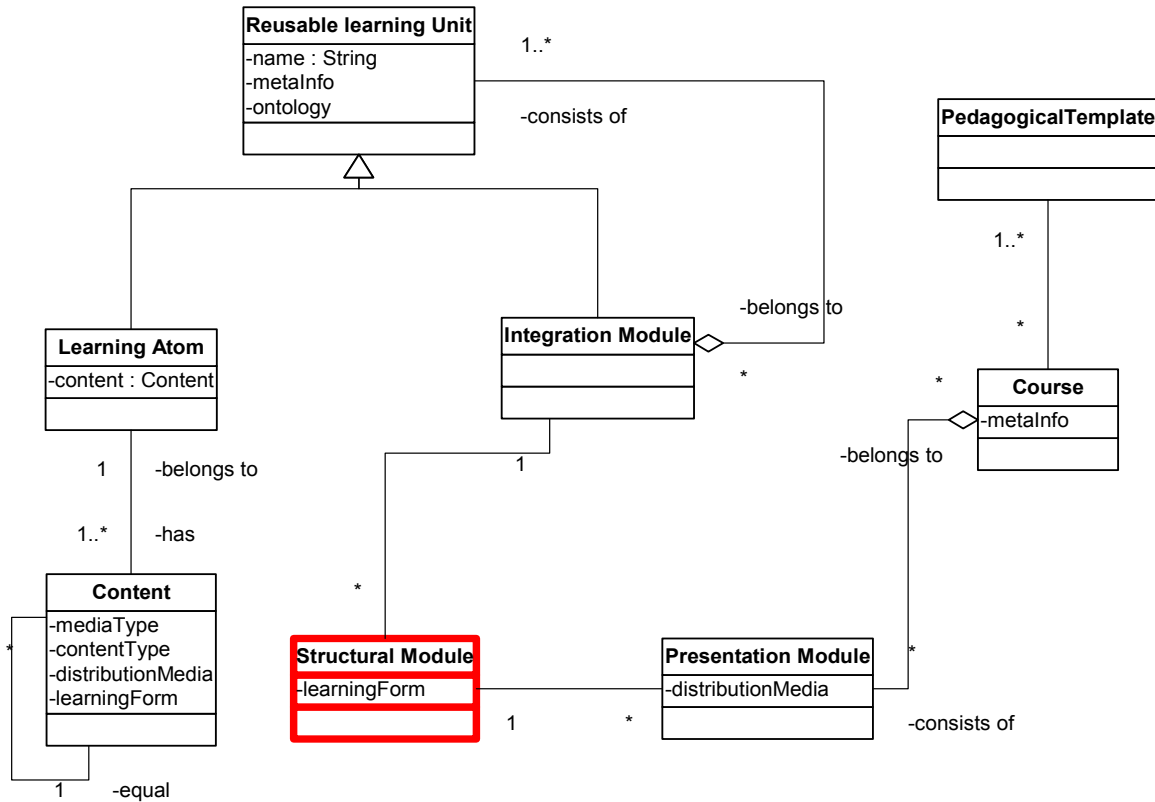 Reusable learning Unit
-name : String
-metaInfo
-ontology
1..*
-consists of
PedagogicalTemplate
1..*
*
-belongs to
*
Integration Module
Learning Atom
-content : Content
*
Course
-metaInfo
-belongs to
1
1
-belongs to
1..*
-has
*
Content
-mediaType
-contentType
-distributionMedia
-learningForm
*
1
-equal
Structural Module
-learningForm
1
*
Presentation Module
-distributionMedia
*
-consists of